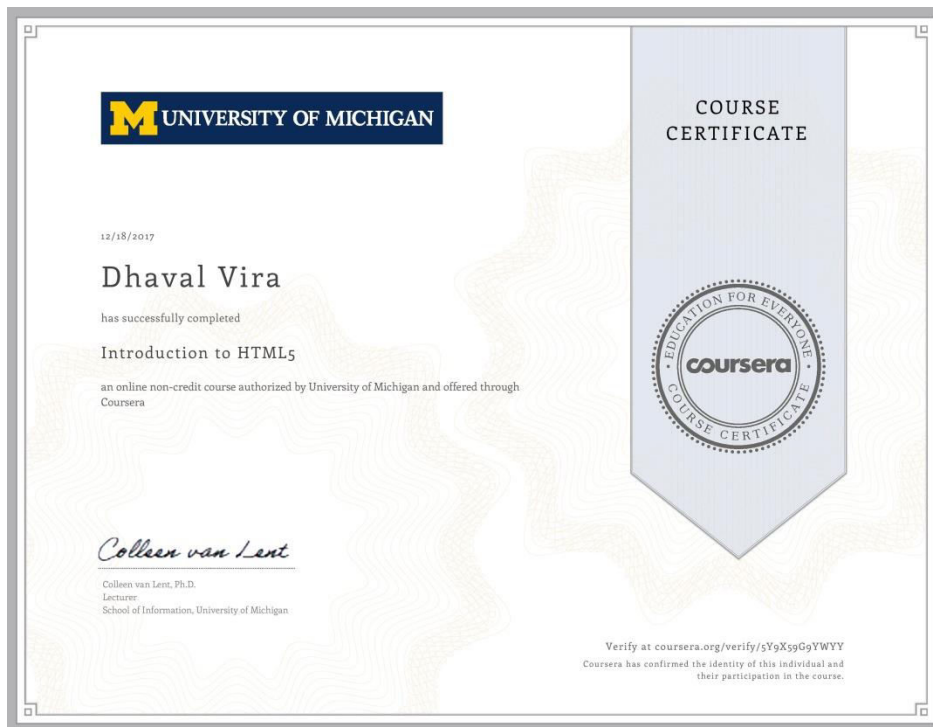 M UNIVERSITY OF MICHIGAN
COURSE
CERTIFICATE
12/18/2017
Dhaval Vira
has successfully completed
Introduction to HTML5
an online non-credit course authorized by University of Michigan and offered through
Coursera
EDUCATION FOR EVERYONE
coursera
COURSE CERTIFICATE
Colleen van Lent
Colleen van Lent, Ph.D.
Lecturer
School of Information, University of Michigan
Verify at coursera.org/verify/5Y9X59G9YWYY
Coursera has confirmed the identity of this individual and
their participation in the course.